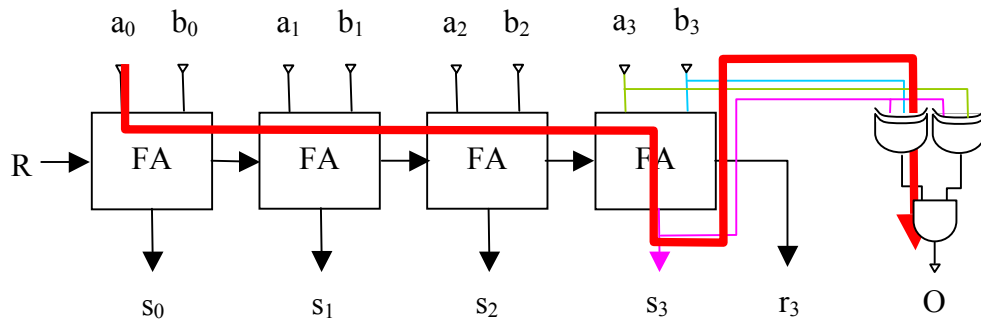 a₀ b₀ a₁ b₁ a₂ b₂ a₃ b₃
R FA FA FA FA
s₀ s₁ s₂ s₃ r₃ O